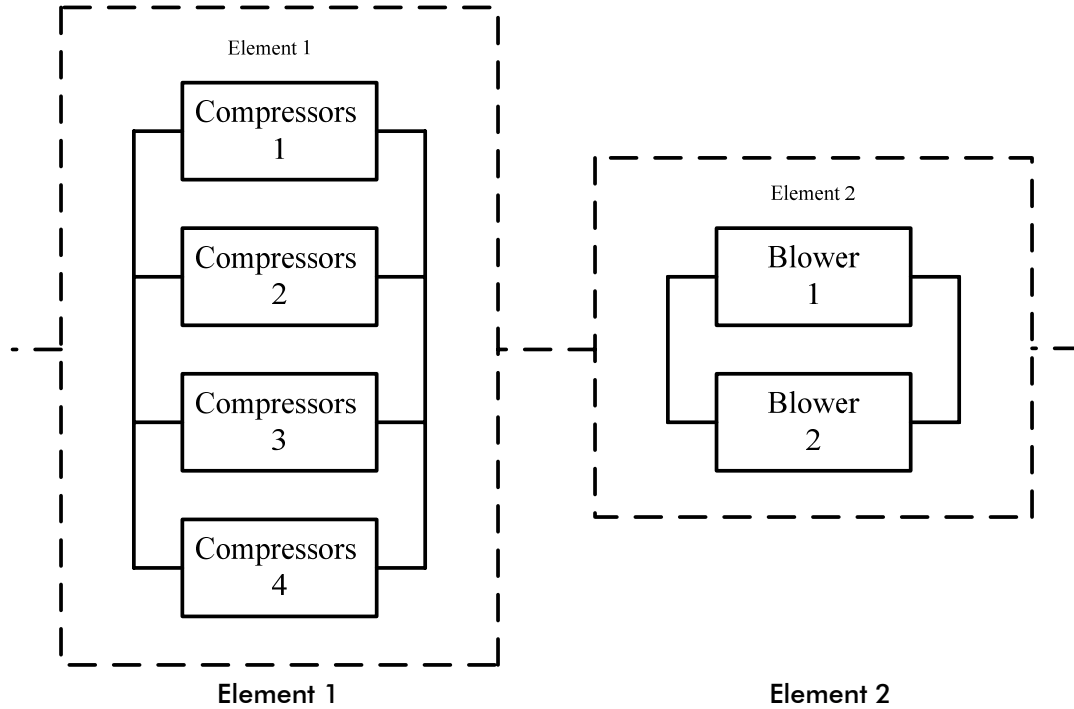 Element 1
Compressors
1
Compressors
2
Compressors
3
Compressors
4
Element 1
Element 2
Blower
1
Blower
2
Element 2